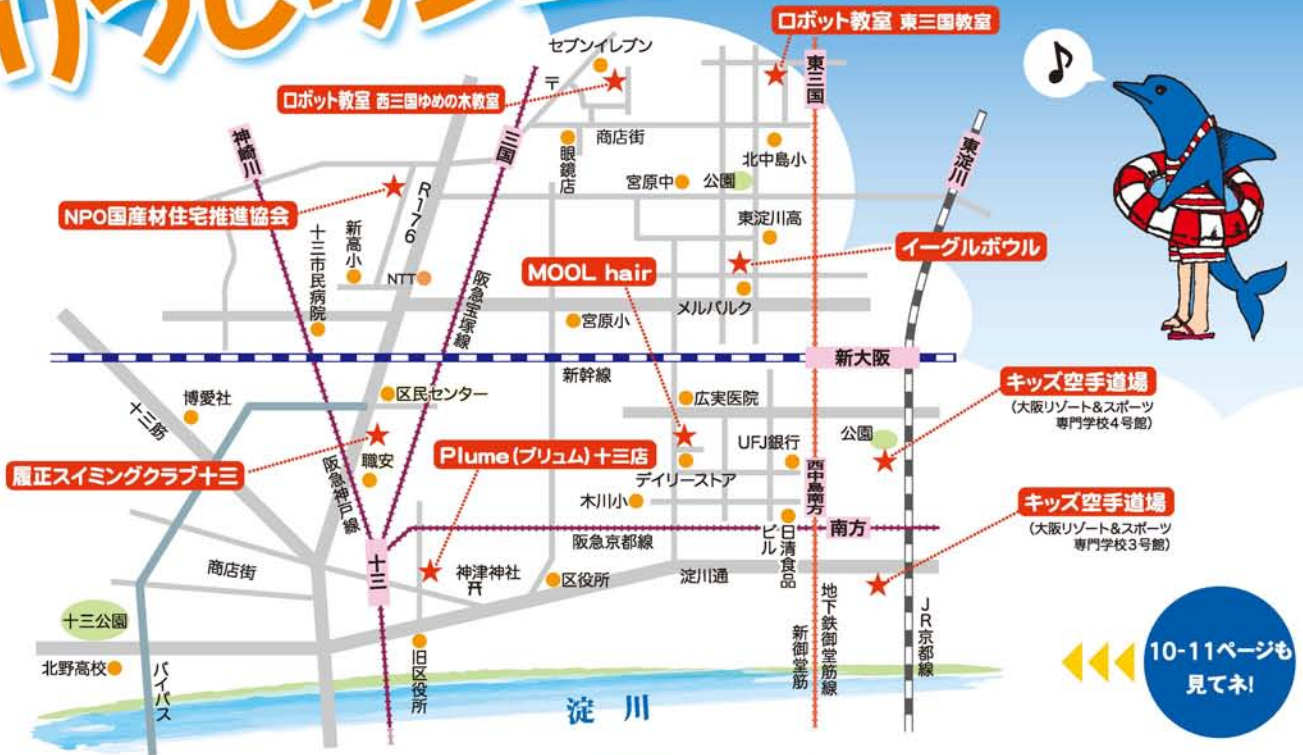 ロボット教室 東三国教室
セブンイレブン
〒
東三国
ロボット教室 西三国ゆめの木教室
商店街
眼鏡店
北中島小
神崎川
三国
東淀川
宮原中
公園
NPO国産材住宅推進協会
R176
東淀川高
十三市民病院
新高小
NTT
阪急宝塚線
MOOL hair
イーグルボウル
メルパルク
宮原小
新幹線
新大阪
博愛社
十三筋
区民センター
広実医院
キッズ空手道場
(大阪リゾート&スポーツ
専門学校4号館)
履正スイミングクラブ十三
職安
阪急神戸線
Plume(プリュム)十三店
UFJ銀行
公園
デイリーストア
西中島南方
木川小
キッズ空手道場
(大阪リゾート&スポーツ
専門学校3号館)
阪急京都線
日清食品
ビル
南方
十三
商店街
神津神社
区役所
淀川通
十三公園
北野高校
バイパス
旧区役所
新御堂筋
地下鉄御堂筋線
JR京都線
淀川
10-11ページも
見てネ!